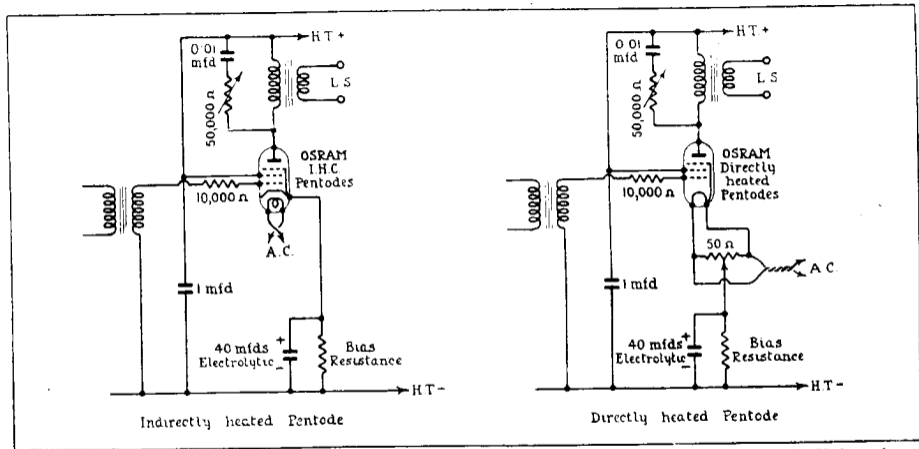 HT+
0.01
mfd
50,000 Ω
LS
OSRAM
I.H.C.
Pentodes
10,000 Ω
A.C.
1 mfd
+
40 mfds
Electrolytic
-
Bias
Resistance
HT-
Indirectly heated Pentode
HT+
0.01
mfd
50,000 Ω
LS
OSRAM
Directly
heated
Pentodes
10,000 Ω
50 Ω
A.C.
1 mfd
+
40 mfds
Electrolytic
-
Bias
Resistance
HT-
Directly heated Pentode